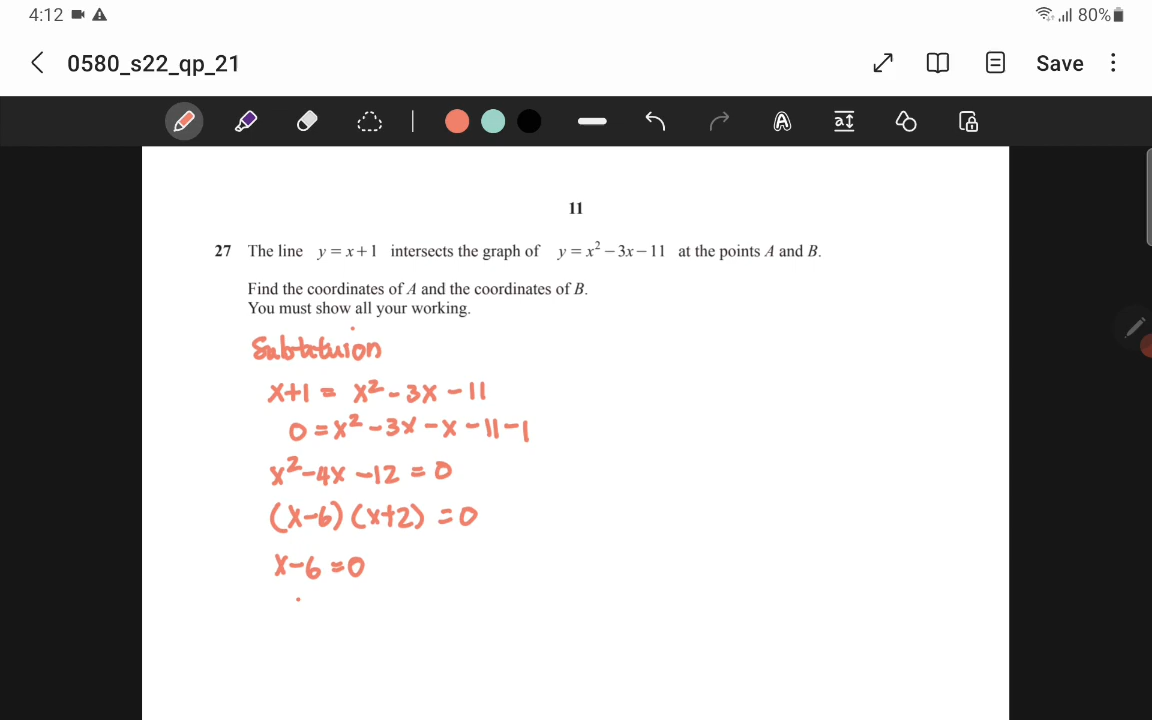 4:12 80%
0580_s22_qp_21 Save
11
27 The line y = x + 1 intersects the graph of y = x² − 3x − 11 at the points A and B.
Find the coordinates of A and the coordinates of B.
You must show all your working.
x+1 = x² - 3x - 11
0 = x² - 3x - x - 11 - 1
x² - 4x - 12 = 0
(x-6) (x+2) = 0
x-6 = 0